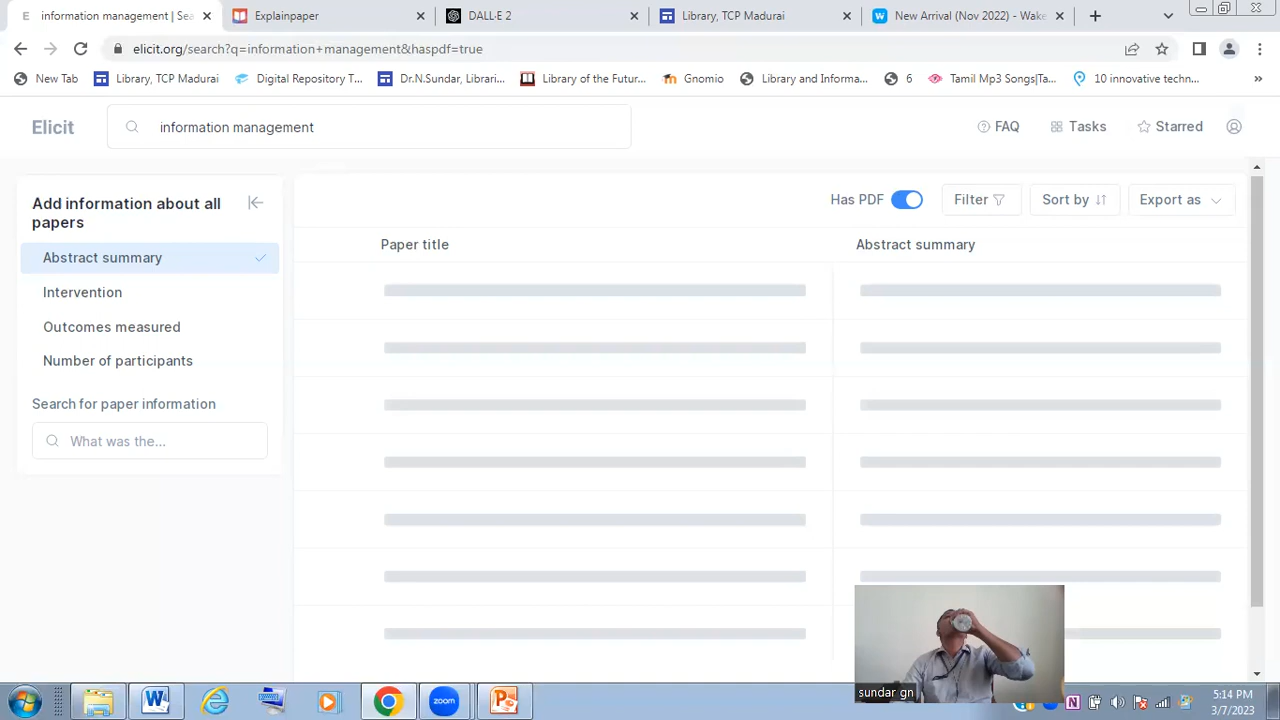 information management | Sea
Explainpaper
DALL·E 2
Library, TCP Madurai
New Arrival (Nov 2022) - Wake
elicit.org/search?q=information+management&haspdf=true
New Tab
Library, TCP Madurai
Digital Repository T...
Dr.N.Sundar, Librari...
Library of the Futur...
Gnomio
Library and Informa...
6
Tamil Mp3 Songs|Ta...
10 innovative techn...
»
Elicit
information management
FAQ
Tasks
Starred
Add information about all
papers
Abstract summary
Intervention
Outcomes measured
Number of participants
Search for paper information
What was the...
Has PDF
Filter
Sort by
Export as
Paper title
Abstract summary
sundar gn
zoom
5:14 PM
3/7/2023